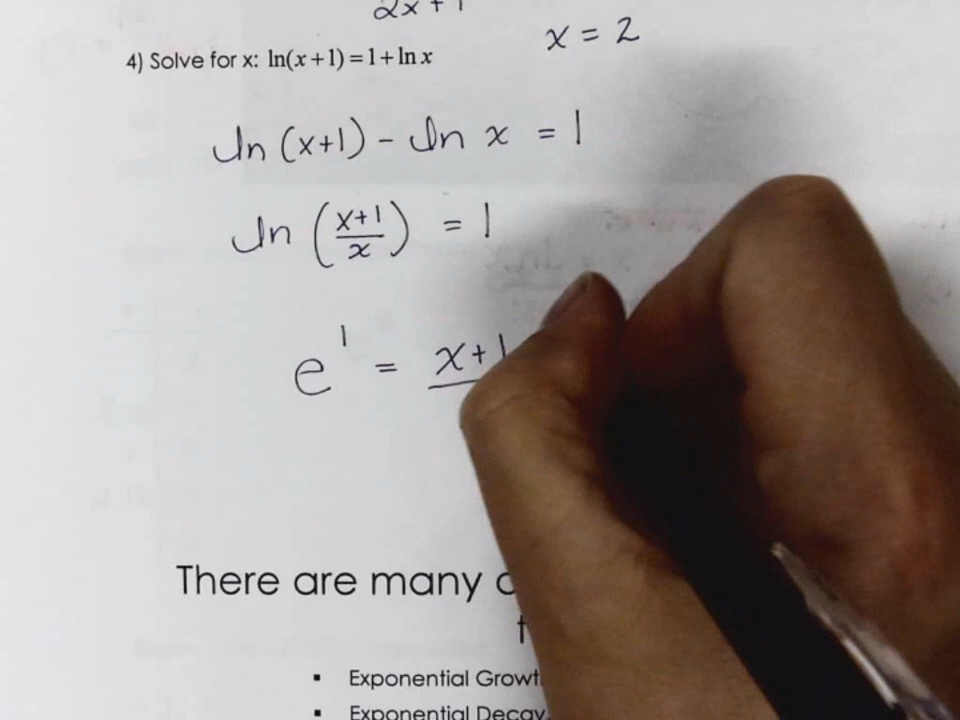 2x + 1
x = 2
4) Solve for x: ln(x+1)=1+ln x
ln (x+1) - ln x = 1
ln (x+1/x) = 1
e^1 = x+1
There are many
▪ Exponential Growt
▪ Exponential Decay